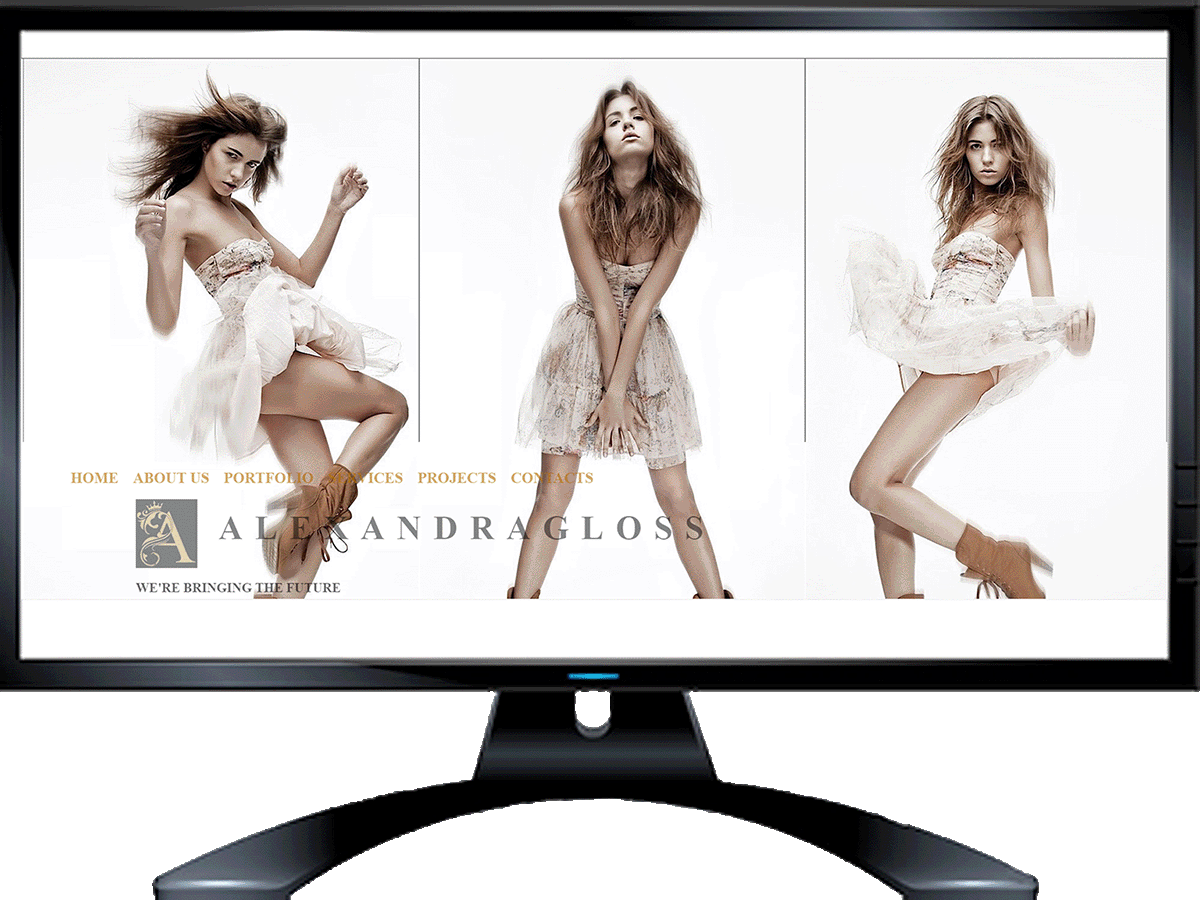 HOME ABOUT US PORTFOLIO SERVICES PROJECTS CONTACTS
A ALEXANDRAGLOSS
WE'RE BRINGING THE FUTURE